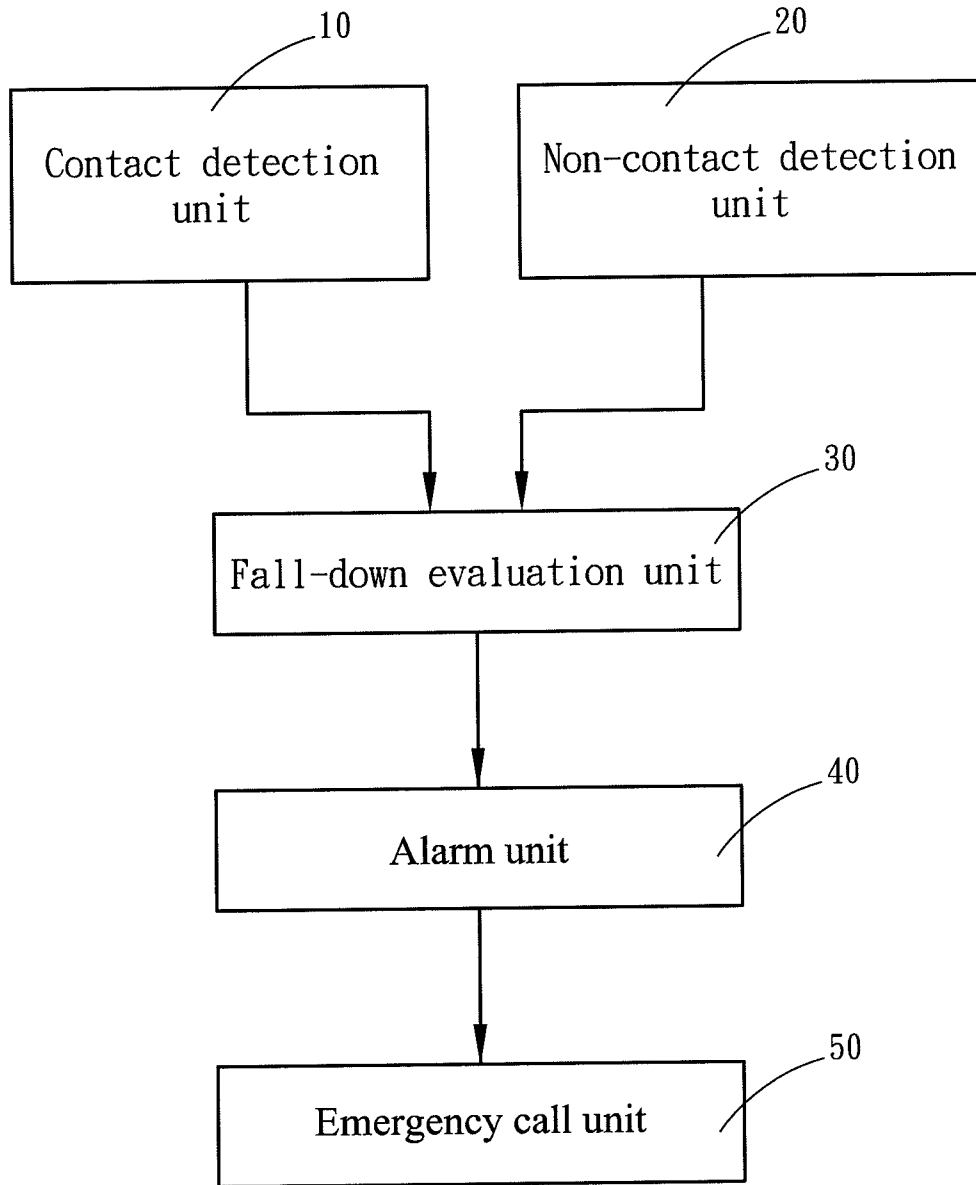 10
20
Contact detection
unit
Non-contact detection
unit
30
Fall-down evaluation unit
40
Alarm unit
50
Emergency call unit